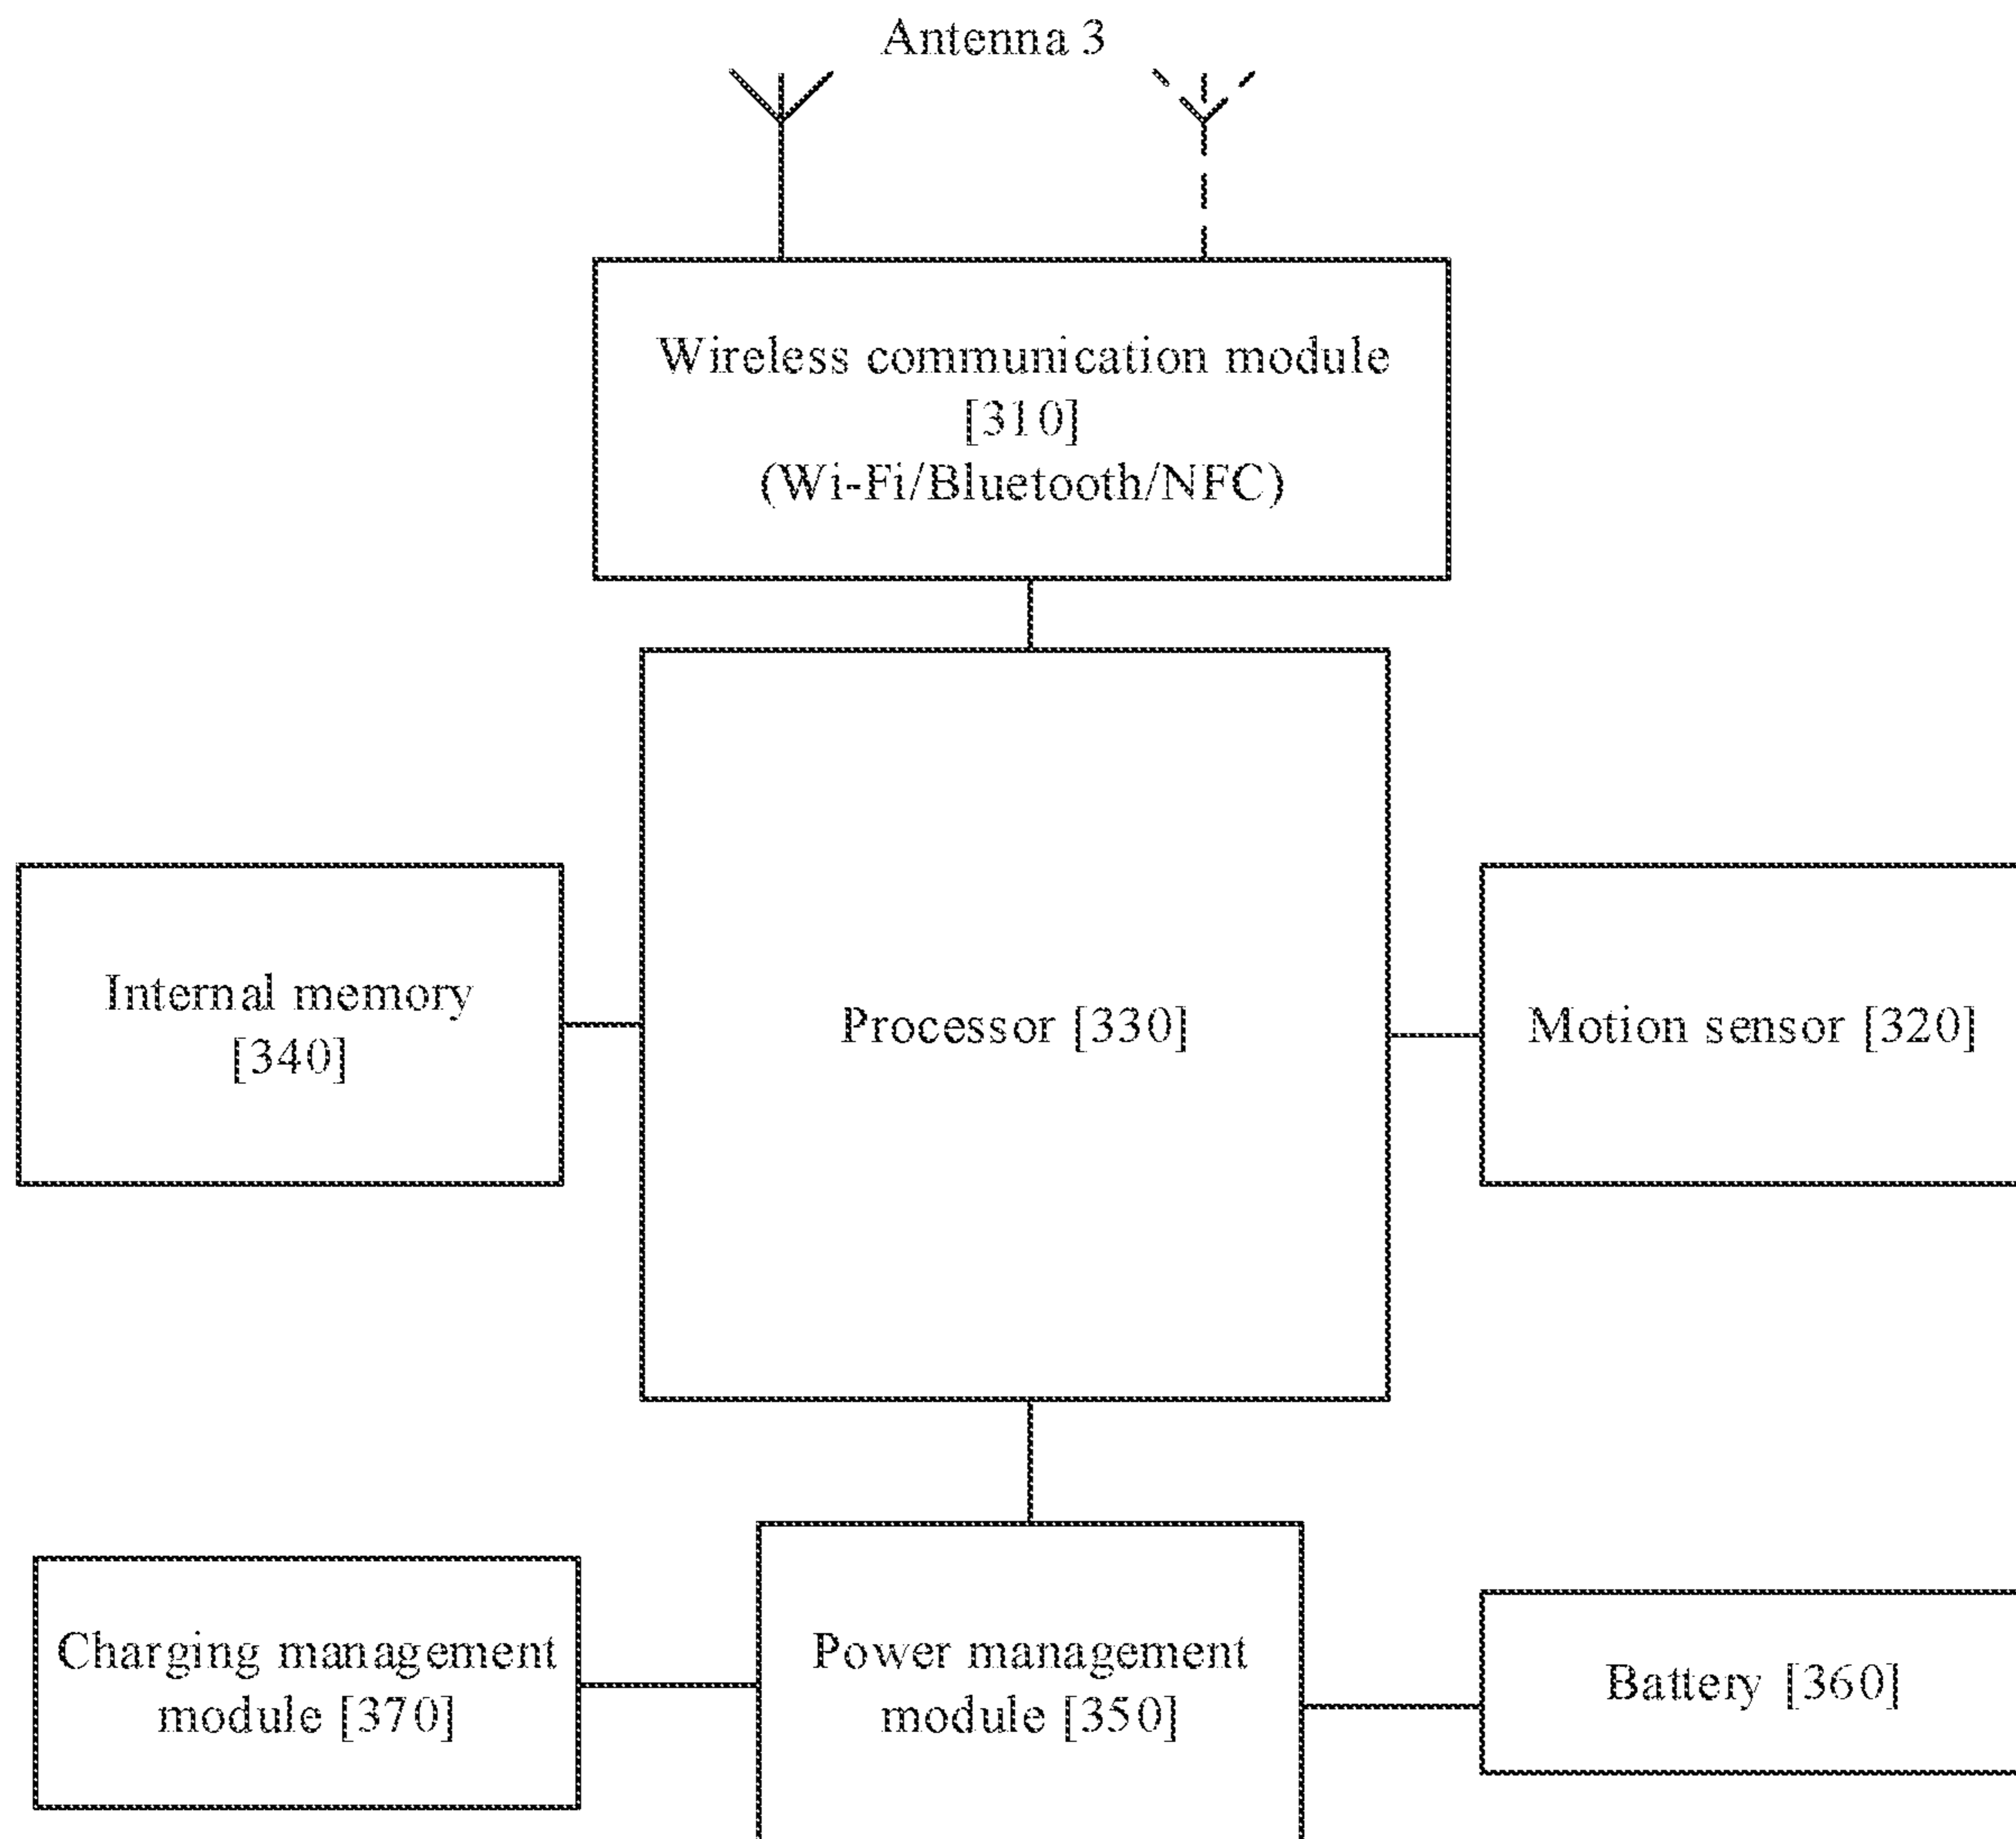 Antenna 3
Wireless communication module
[310]
(Wi-Fi/Bluetooth/NFC)
Internal memory
[340]
Processor [330]
Motion sensor [320]
Charging management
module [370]
Power management
module [350]
Battery [360]